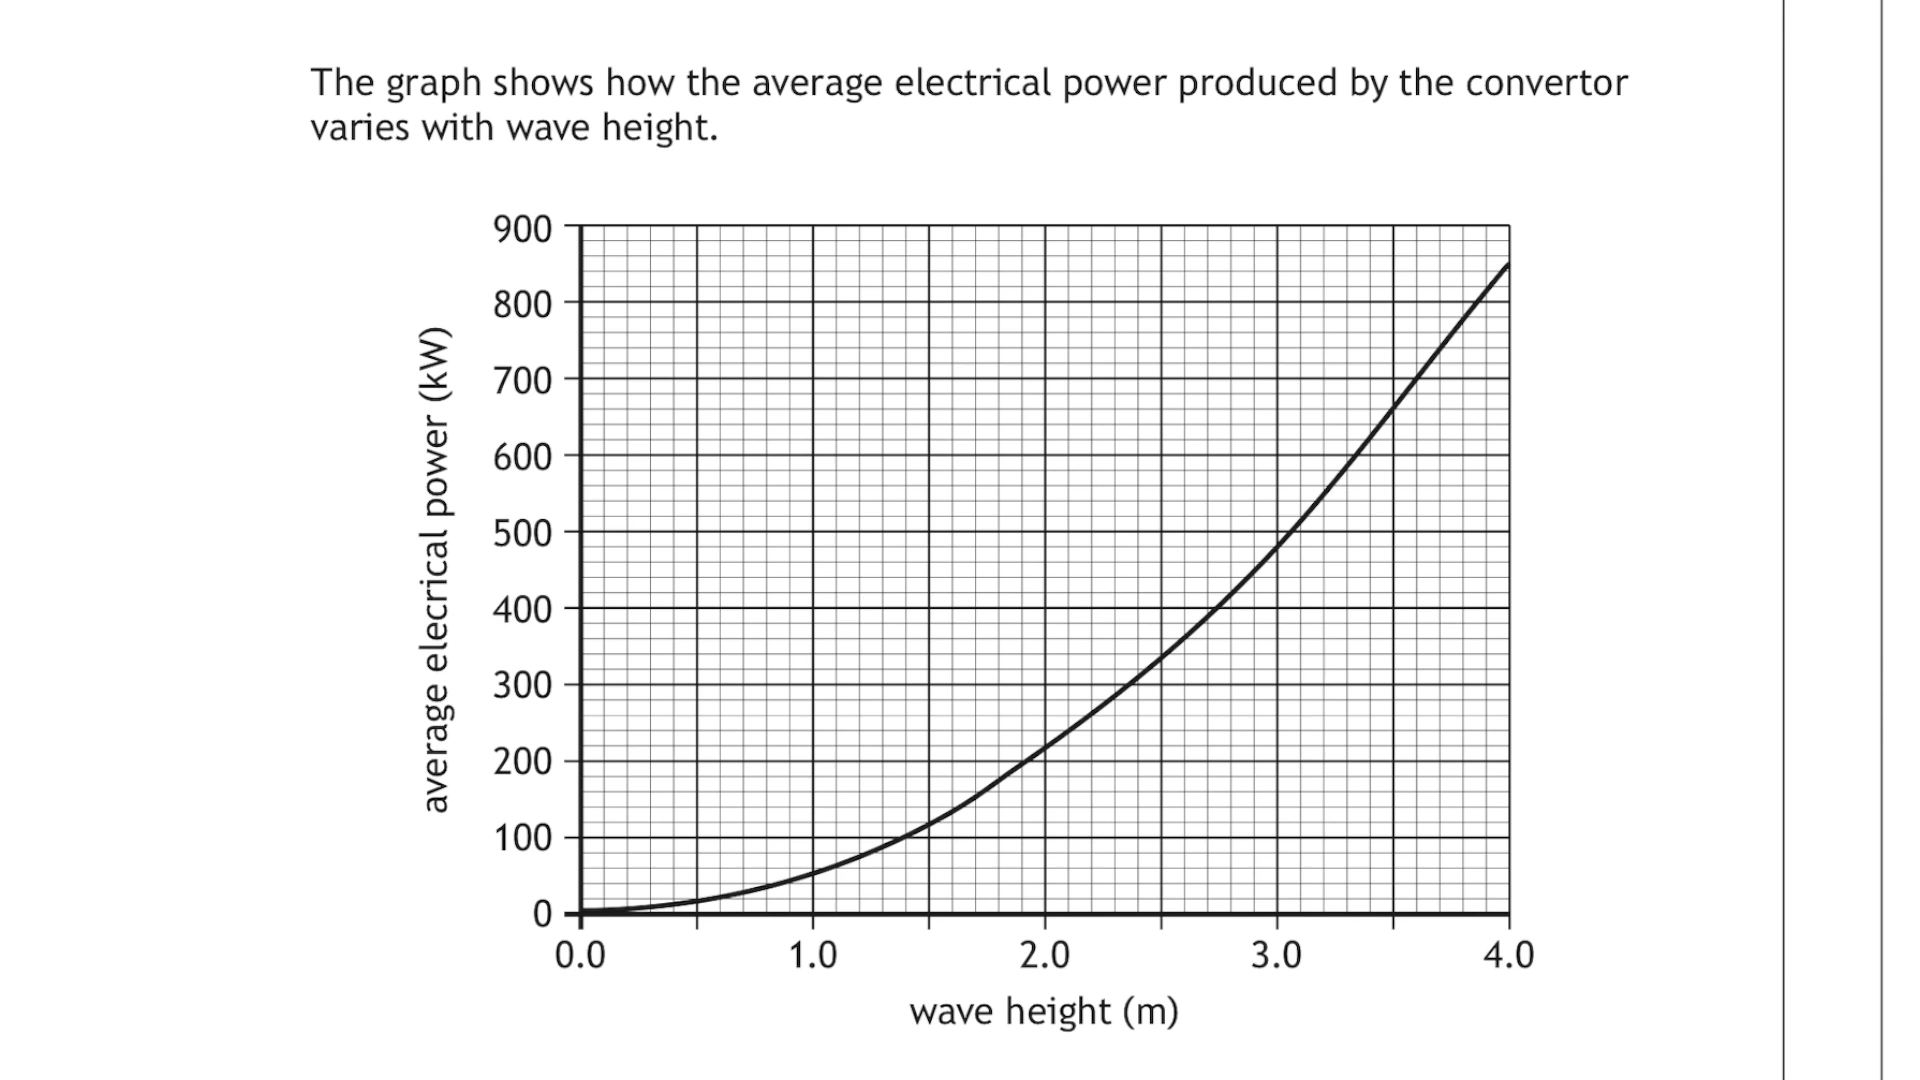 The graph shows how the average electrical power produced by the convertor
varies with wave height.
900
800
700
600
500
400
300
200
100
0
average elecrical power (kW)
0.0 1.0 2.0 3.0 4.0
wave height (m)